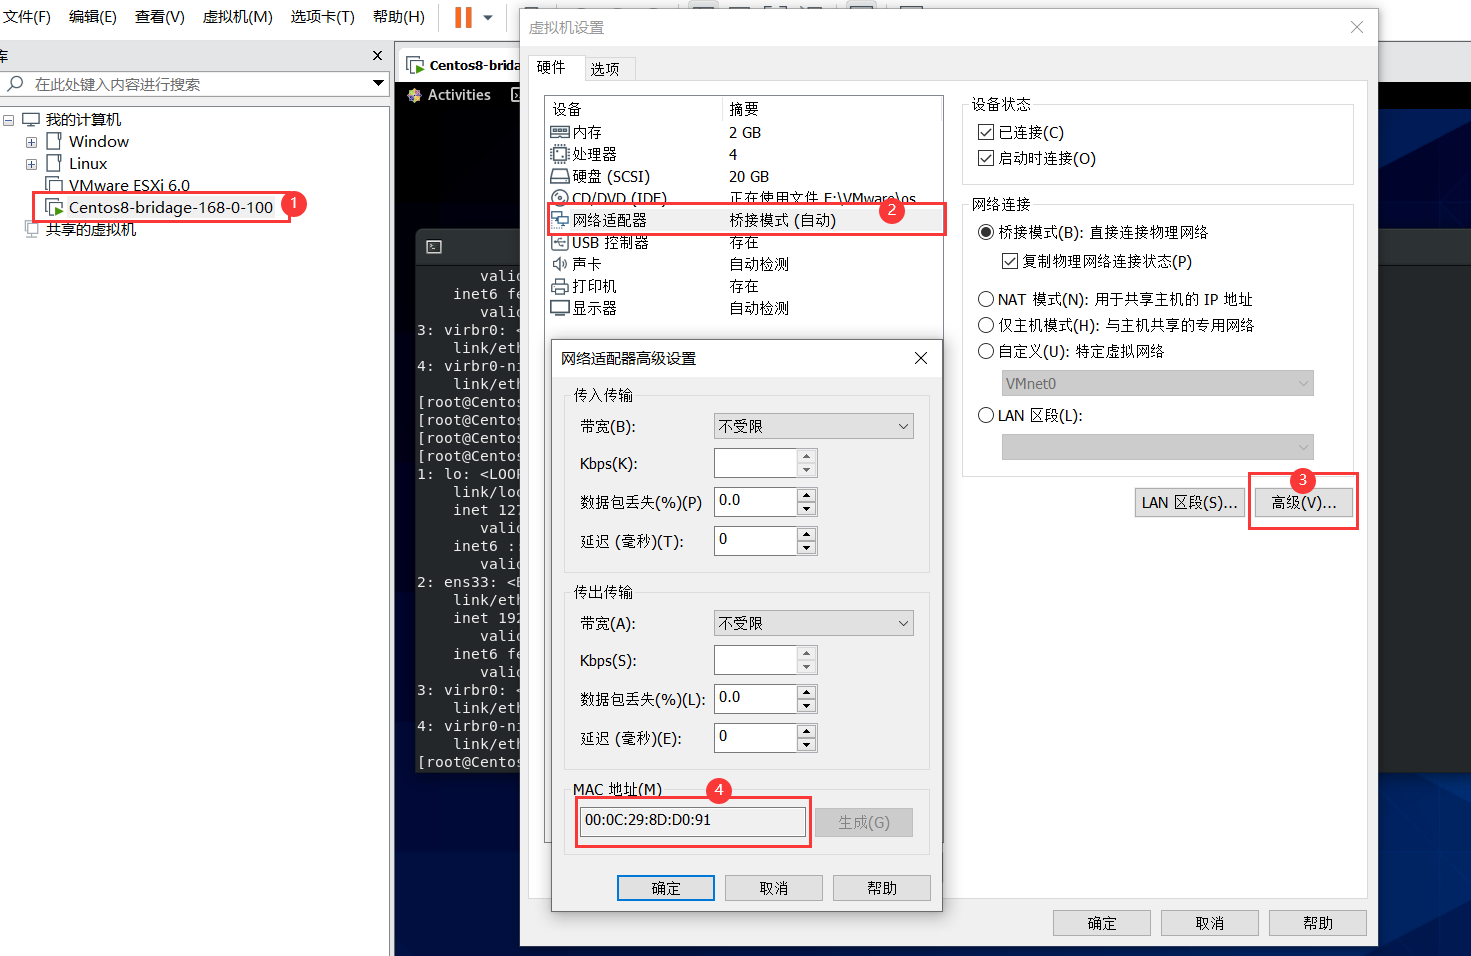 文件(F) 编辑(E) 查看(V) 虚拟机(M) 选项卡(T) 帮助(H)
库
在此处键入内容进行搜索
我的计算机
Window
Linux
VMware ESXi 6.0
Centos8-bridage-168-0-100
1
共享的虚拟机
Centos8-brida
Activities
valid
inet6 fe
valid
3: virbr0: <
link/eth
4: virbr0-ni
link/eth
[root@Centos
[root@Centos
[root@Centos
[root@Centos
1: lo: <LOOP
link/loo
inet 127
valid
inet6 ::
valid
2: ens33: <B
link/eth
inet 192
valid
inet6 fe
valid
3: virbr0: <
link/eth
4: virbr0-ni
link/eth
[root@Centos
虚拟机设置
硬件 选项
设备 摘要
内存 2 GB
处理器 4
硬盘 (SCSI) 20 GB
CD/DVD (IDE) 正在使用文件 F:\VMware\os
2
网络适配器 桥接模式 (自动)
USB 控制器 存在
声卡 自动检测
打印机 存在
显示器 自动检测
设备状态
已连接(C)
启动时连接(O)
网络连接
桥接模式(B): 直接连接物理网络
复制物理网络连接状态(P)
NAT 模式(N): 用于共享主机的 IP 地址
仅主机模式(H): 与主机共享的专用网络
自定义(U): 特定虚拟网络
VMnet0
LAN 区段(L):
3
LAN 区段(S)... 高级(V)...
网络适配器高级设置
传入传输
带宽(B): 不受限
Kbps(K):
数据包丢失(%)(P) 0.0
延迟 (毫秒)(T): 0
传出传输
带宽(A): 不受限
Kbps(S):
数据包丢失(%)(L): 0.0
延迟 (毫秒)(E): 0
MAC 地址(M)
4
00:0C:29:8D:D0:91 生成(G)
确定 取消 帮助
确定 取消 帮助